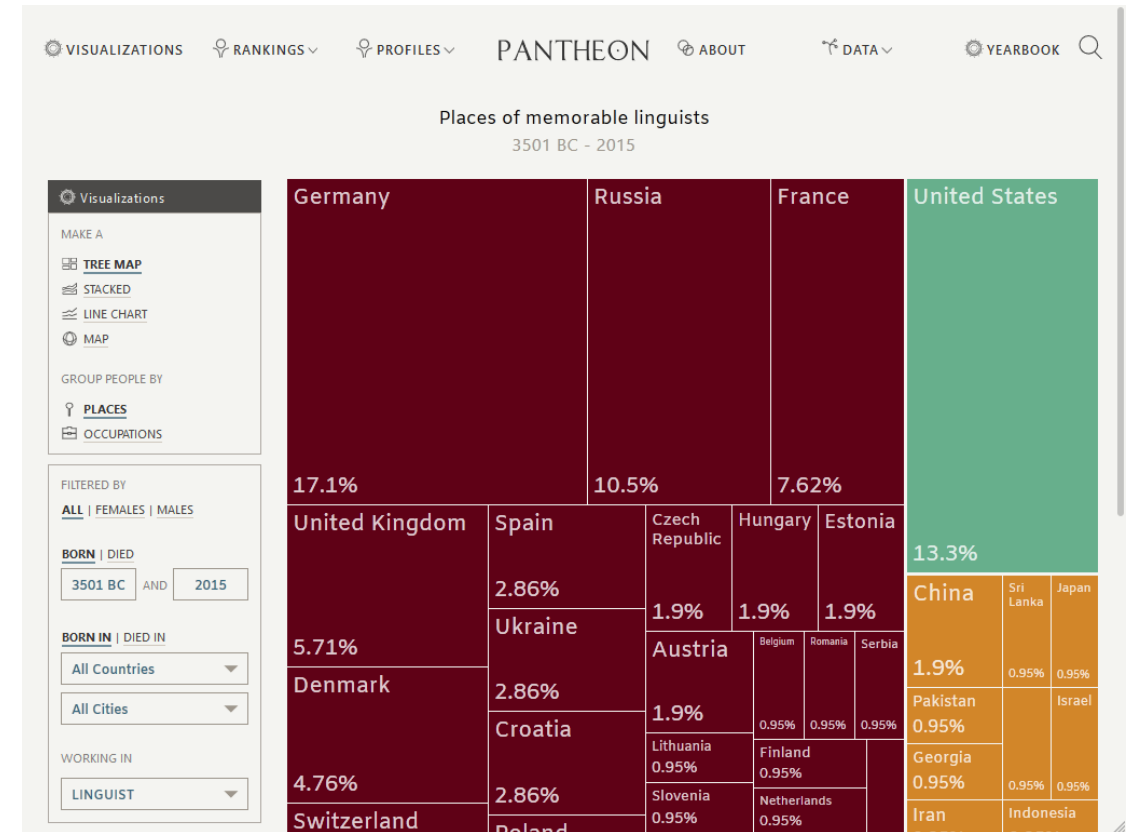 VISUALIZATIONS RANKINGS PROFILES PANTHEON ABOUT DATA YEARBOOK
Places of memorable linguists
3501 BC - 2015
Visualizations
MAKE A
TREE MAP
STACKED
LINE CHART
MAP
GROUP PEOPLE BY
PLACES
OCCUPATIONS
FILTERED BY
ALL | FEMALES | MALES
BORN | DIED
3501 BC AND 2015
BORN IN | DIED IN
All Countries
All Cities
WORKING IN
LINGUIST
Germany
17.1%
Russia
10.5%
France
7.62%
United Kingdom
5.71%
Denmark
4.76%
Switzerland
Spain
2.86%
Ukraine
2.86%
Croatia
2.86%
Poland
Czech
Republic
1.9%
Hungary
1.9%
Estonia
1.9%
Austria
1.9%
Belgium
0.95%
Romania
0.95%
Serbia
0.95%
Lithuania
0.95%
Slovenia
0.95%
Finland
0.95%
Netherlands
0.95%
United States
13.3%
China
1.9%
Sri
Lanka
0.95%
Japan
0.95%
Pakistan
0.95%
Georgia
0.95%
Iran
0.95%
Israel
0.95%
Indonesia